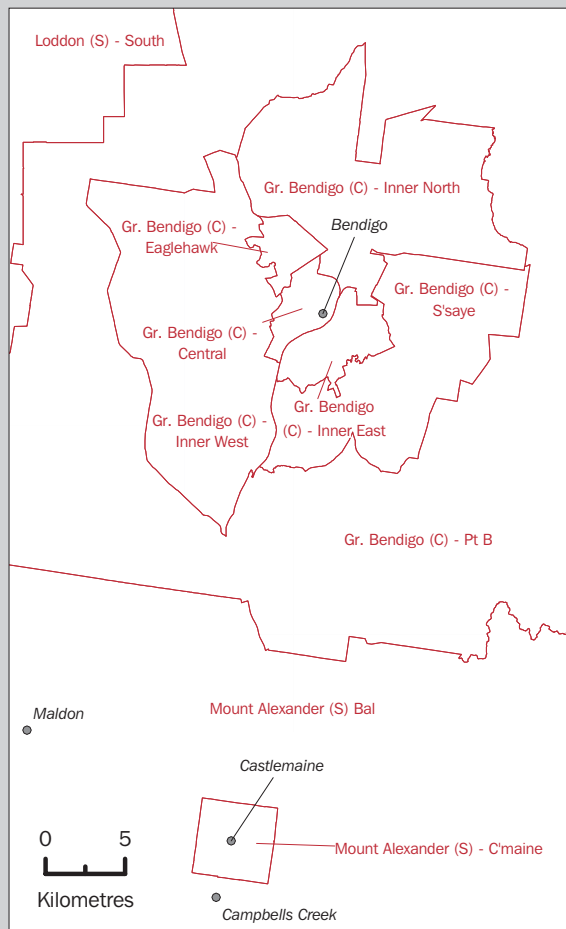 Loddon (S) - South
Gr. Bendigo (C) - Inner North
Gr. Bendigo (C) -
Eaglehawk
Bendigo
Gr. Bendigo (C) -
S'saye
Gr. Bendigo (C) -
Central
Gr. Bendigo
(C) - Inner East
Gr. Bendigo (C) -
Inner West
Gr. Bendigo (C) - Pt B
Mount Alexander (S) Bal
Maldon
Castlemaine
Mount Alexander (S) - C'maine
0 5
Kilometres
Campbells Creek